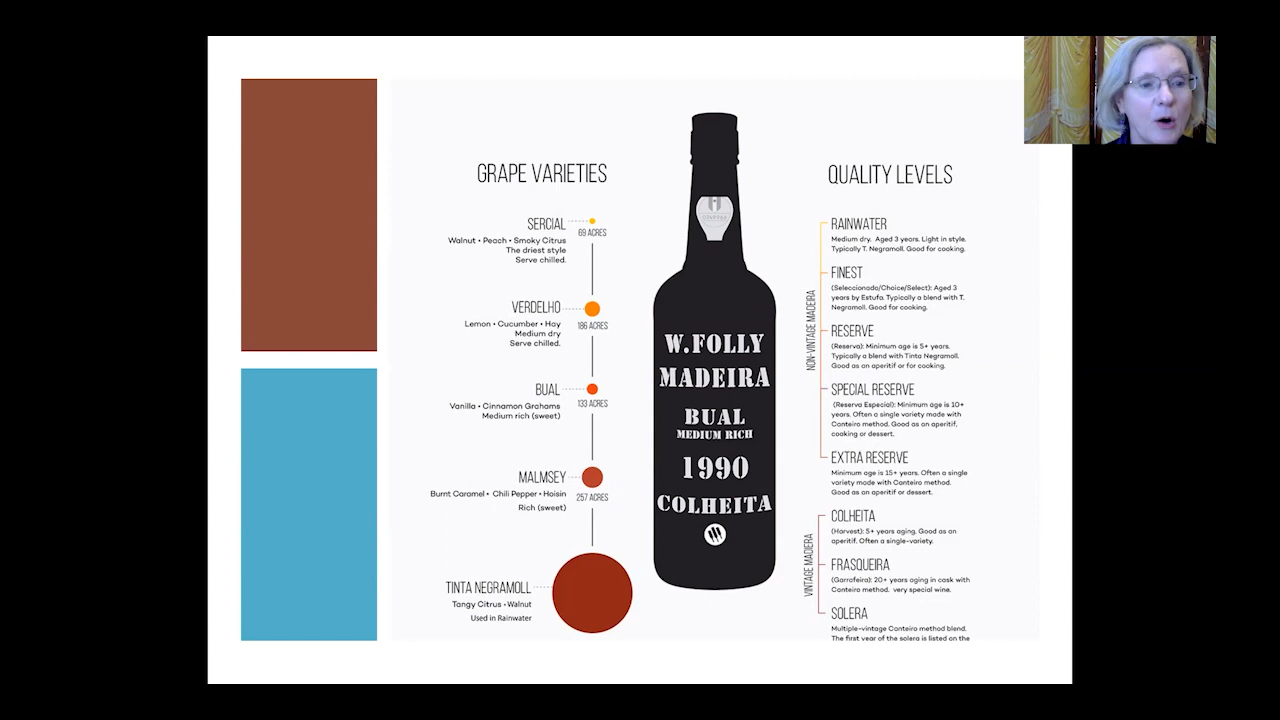 GRAPE VARIETIES
SERCIAL
69 ACRES
Walnut • Peach • Smoky Citrus
The driest style
Serve chilled.
VERDELHO
186 ACRES
Lemon • Cucumber • Hay
Medium dry
Serve chilled.
BUAL
133 ACRES
Vanilla • Cinnamon Grahams
Medium rich (sweet)
MALMSEY
257 ACRES
Burnt Caramel • Chili Pepper • Hoisin
Rich (sweet)
TINTA NEGRAMOLL
Tangy Citrus • Walnut
Used in Rainwater
W. FOLLY
MADEIRA
BUAL
MEDIUM RICH
1990
COLHEITA
QUALITY LEVELS
NON-VINTAGE MADEIRA
RAINWATER
Medium dry. Aged 3 years. Light in style.
Typically T. Negramoll. Good for cooking.
FINEST
(Seleccionado/Choice/Select): Aged 3
years by Estufa. Typically a blend with T.
Negramoll. Good for cooking.
RESERVE
(Reserva): Minimum age is 5+ years.
Typically a blend with Tinta Negramoll.
Good as an aperitif or for cooking.
SPECIAL RESERVE
(Reserva Especial): Minimum age is 10+
years. Often a single variety made with
Canteiro method. Good as an aperitif,
cooking or dessert.
EXTRA RESERVE
Minimum age is 15+ years. Often a single
variety made with Canteiro method.
Good as an aperitif or dessert.
VINTAGE MADIERA
COLHEITA
(Harvest): 5+ years aging. Good as an
aperitif. Often a single-variety.
FRASQUEIRA
(Garrafeira): 20+ years aging in cask with
Canteiro method. very special wine.
SOLERA
Multiple-vintage Canteiro method blend.
The first year of the solera is listed on the